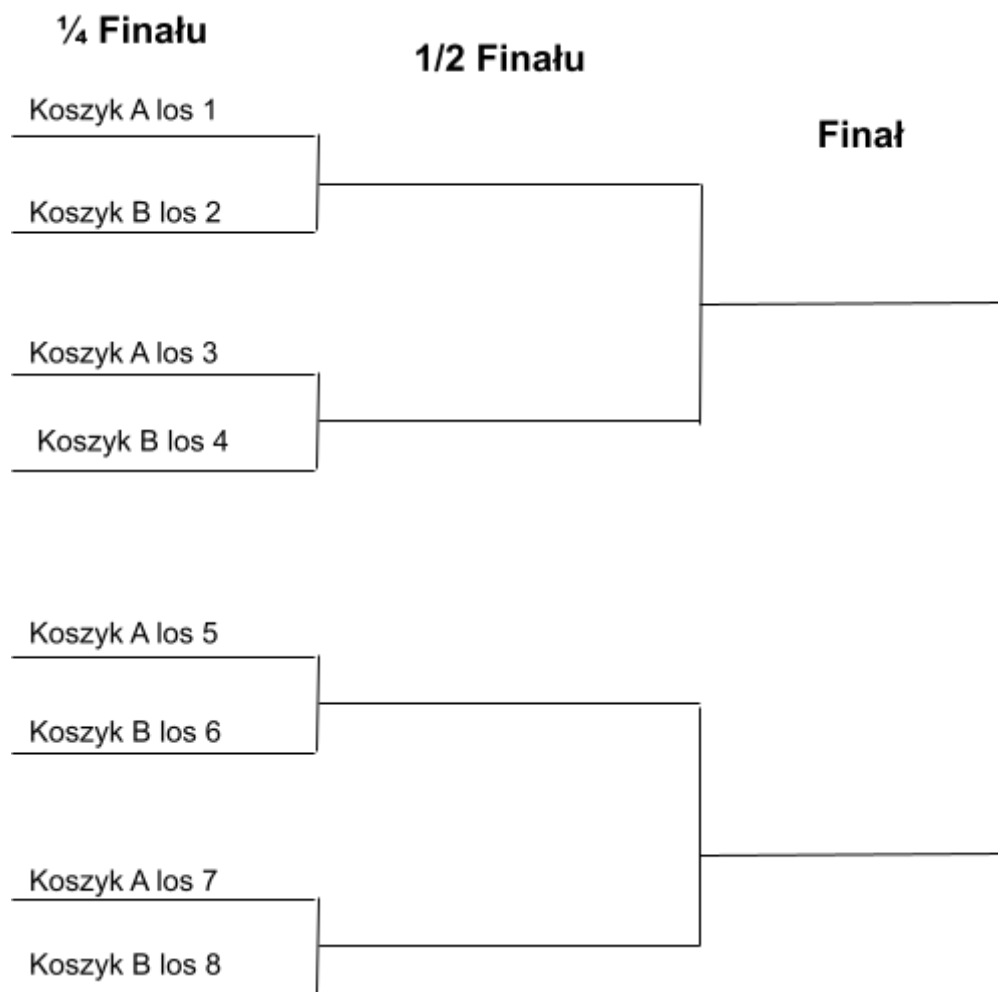 ¼ Finału
1/2 Finału
Finał
Koszyk A los 1
Koszyk B los 2
Koszyk A los 3
Koszyk B los 4
Koszyk A los 5
Koszyk B los 6
Koszyk A los 7
Koszyk B los 8